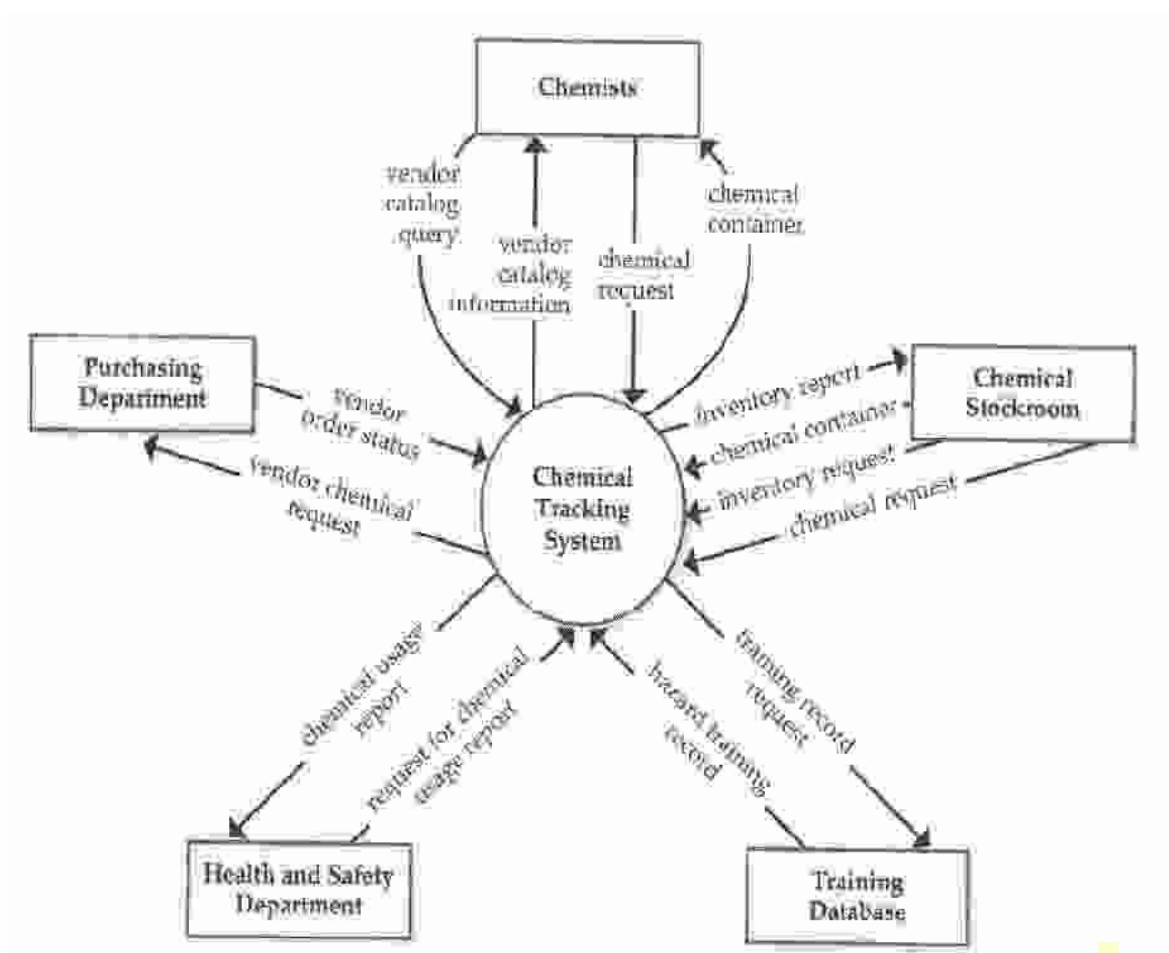 Chemists
vendor
catalog
query
vendor
catalog
information
chemical
request
chemical
container
Purchasing
Department
vendor
order status
vendor chemical
request
Chemical
Tracking
System
inventory report
chemical container
inventory request
chemical request
Chemical
Stockroom
chemical usage
report
request for chemical
usage report
hazard training
record
training record
request
Health and Safety
Department
Training
Database